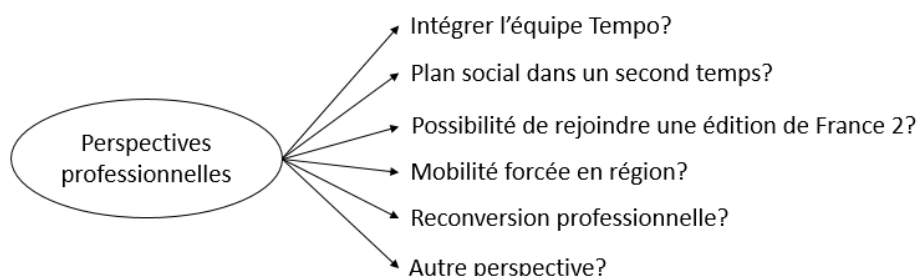 Perspectives
professionnelles
Intégrer l’équipe Tempo?
Plan social dans un second temps?
Possibilité de rejoindre une édition de France 2?
Mobilité forcée en région?
Reconversion professionnelle?
Autre perspective?